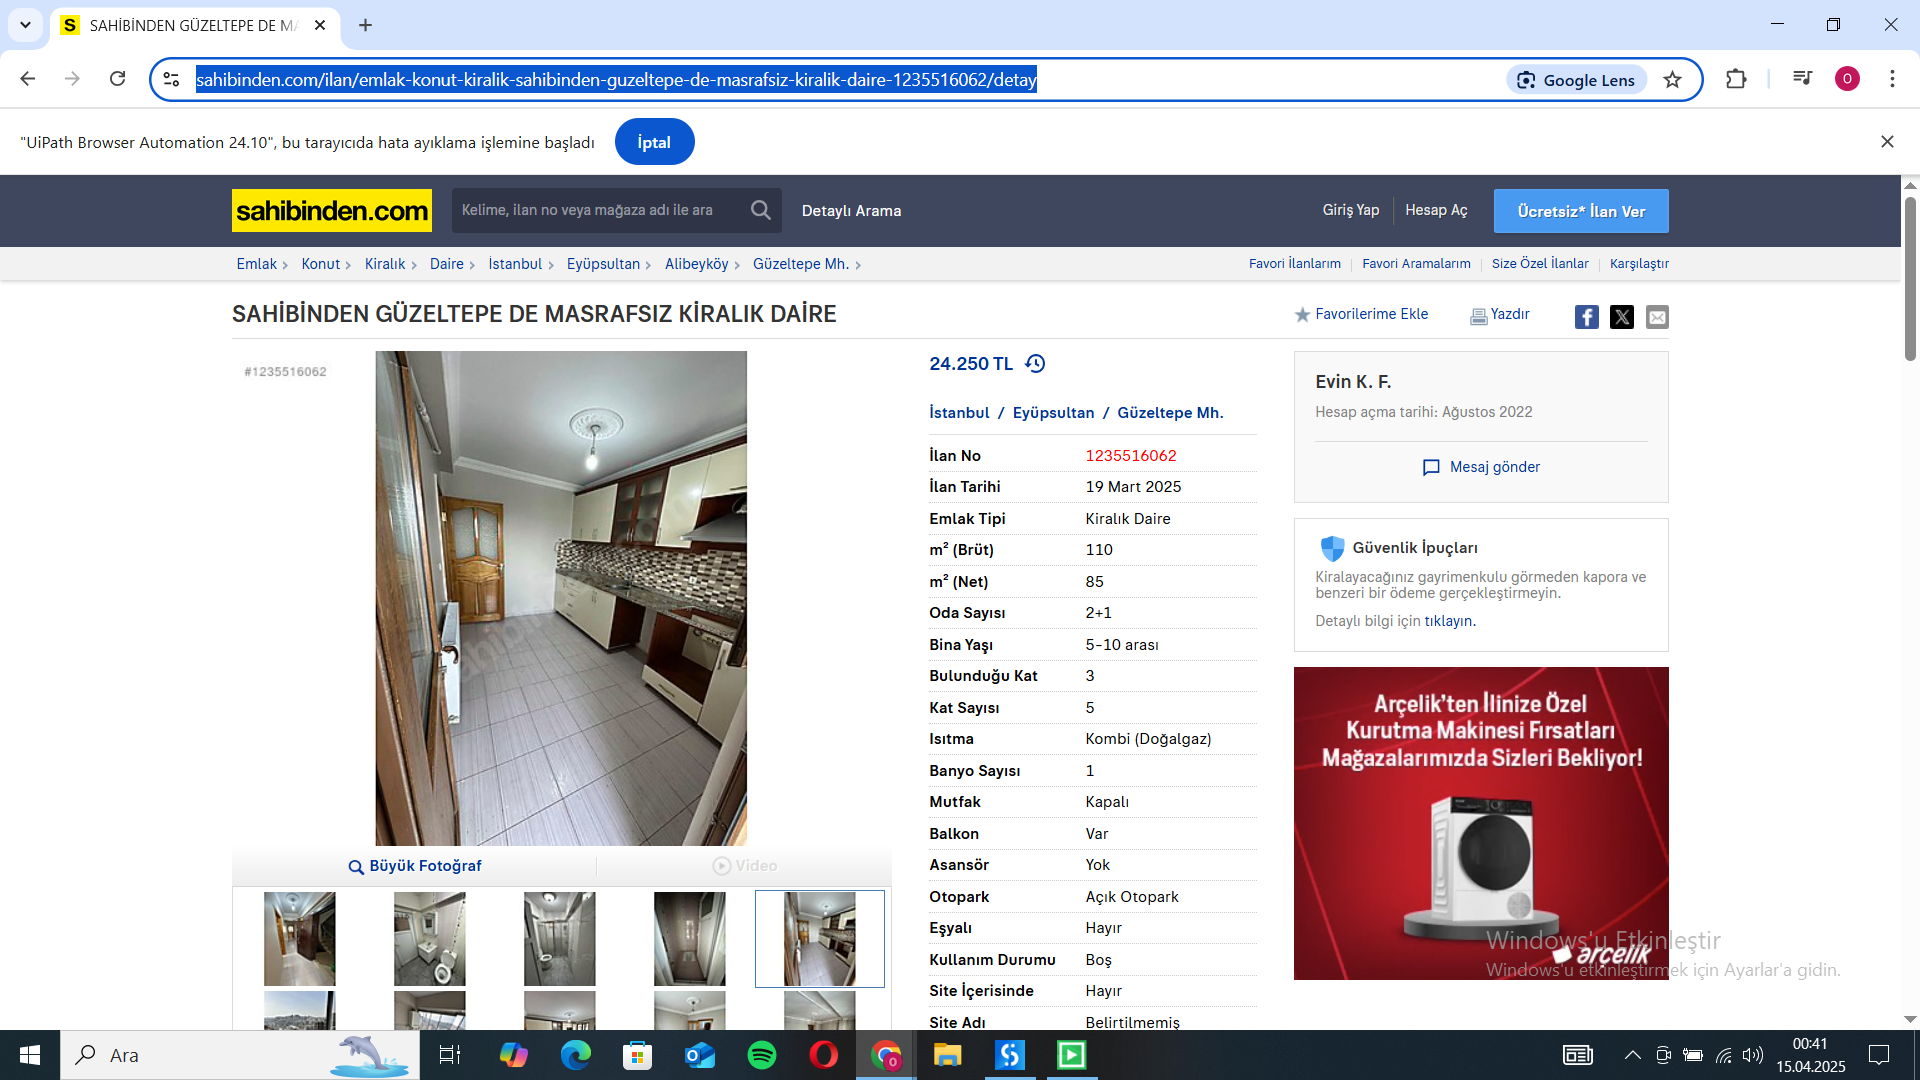 SAHİBİNDEN GÜZELTEPE DE MA
sahibinden.com/ilan/emlak-konut-kiralik-sahibinden-guzeltepe-de-masrafsiz-kiralik-daire-1235516062/detay
Google Lens
O
"UiPath Browser Automation 24.10", bu tarayıcıda hata ayıklama işlemine başladı
İptal
sahibinden.com
Kelime, ilan no veya mağaza adı ile ara
Detaylı Arama
Giriş Yap
Hesap Aç
Ücretsiz* İlan Ver
Emlak > Konut > Kiralık > Daire > İstanbul > Eyüpsultan > Alibeyköy > Güzeltepe Mh. >
Favori İlanlarım
Favori Aramalarım
Size Özel İlanlar
Karşılaştır
SAHİBİNDEN GÜZELTEPE DE MASRAFSIZ KİRALIK DAİRE
Favorilerime Ekle
Yazdır
#1235516062
Büyük Fotoğraf
Video
24.250 TL
İstanbul / Eyüpsultan / Güzeltepe Mh.
İlan No 1235516062
İlan Tarihi 19 Mart 2025
Emlak Tipi Kiralık Daire
m² (Brüt) 110
m² (Net) 85
Oda Sayısı 2+1
Bina Yaşı 5-10 arası
Bulunduğu Kat 3
Kat Sayısı 5
Isıtma Kombi (Doğalgaz)
Banyo Sayısı 1
Mutfak Kapalı
Balkon Var
Asansör Yok
Otopark Açık Otopark
Eşyalı Hayır
Kullanım Durumu Boş
Site İçerisinde Hayır
Site Adı Belirtilmemiş
Evin K. F.
Hesap açma tarihi: Ağustos 2022
Mesaj gönder
Güvenlik İpuçları
Kiralayacağınız gayrimenkulu görmeden kapora ve
benzeri bir ödeme gerçekleştirmeyin.
Detaylı bilgi için tıklayın.
Arçelik'ten İlinize Özel
Kurutma Makinesi Fırsatları
Mağazalarımızda Sizleri Bekliyor!
arçelik
Windows'u Etkinleştir
Windows'u etkinleştirmek için Ayarlar'a gidin.
Ara
00:41
15.04.2025